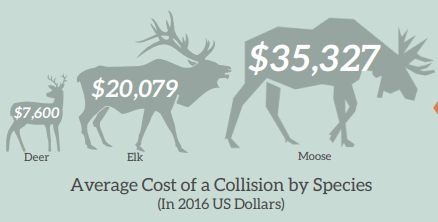 $7,600
$20,079
$35,327
Deer
Elk
Moose
Average Cost of a Collision by Species
(In 2016 US Dollars)